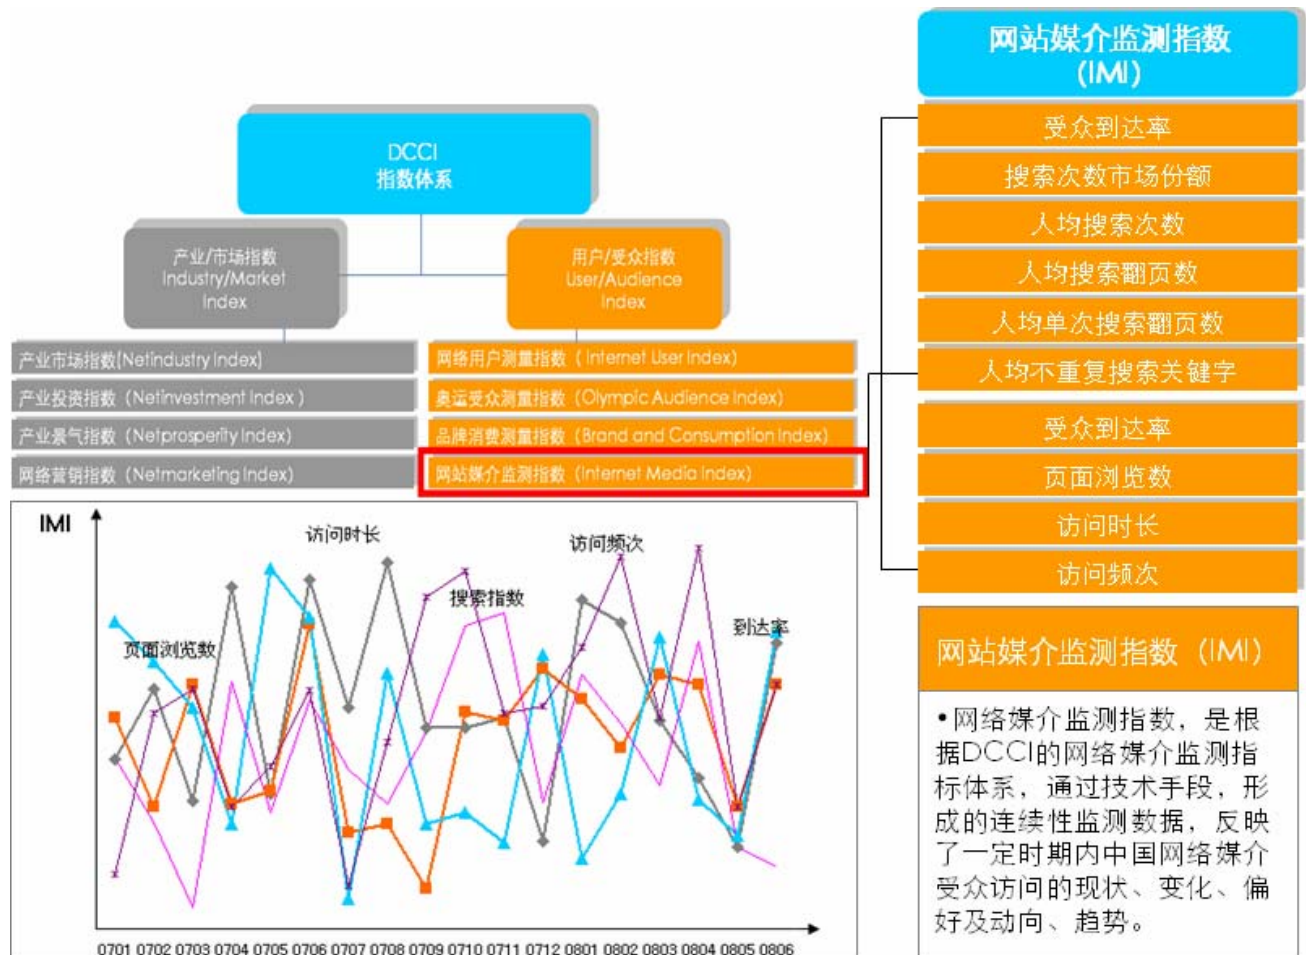 DCCI
指数体系
产业/市场指数
Industry/Market
Index
用户/受众指数
User/Audience
Index
产业市场指数(Netindustry Index)
产业投资指数（Netinvestment Index）
产业景气指数（Netprosperity Index)
网络营销指数（Netmarketing Index)
网络用户测量指数（Internet User Index)
奥运受众测量指数（Olympic Audience Index)
品牌消费测量指数（Brand and Consumption Index)
网站媒介监测指数（Internet Media Index)
IMI
访问时长
访问频次
搜索指数
到达率
页面浏览数
0701 0702 0703 0704 0705 0706 0707 0708 0709 0710 0711 0712 0801 0802 0803 0804 0805 0806
网站媒介监测指数
(IMI)
受众到达率
搜索次数市场份额
人均搜索次数
人均搜索翻页数
人均单次搜索翻页数
人均不重复搜索关键字
受众到达率
页面浏览数
访问时长
访问频次
网站媒介监测指数（IMI）
•网络媒介监测指数，是根
据DCCI的网络媒介监测指
标体系，通过技术手段，形
成的连续性监测数据，反映
了一定时期内中国网络媒介
受众访问的现状、变化、偏
好及动向、趋势。